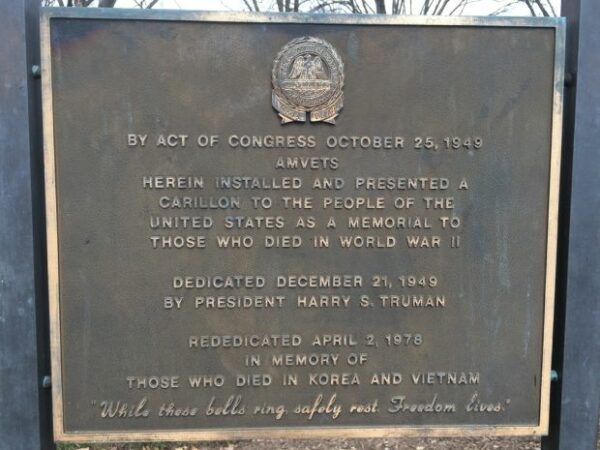 BY ACT OF CONGRESS OCTOBER 25, 1949
AMVETS
HEREIN INSTALLED AND PRESENTED A
CARILLON TO THE PEOPLE OF THE
UNITED STATES AS A MEMORIAL TO
THOSE WHO DIED IN WORLD WAR II
DEDICATED DECEMBER 21, 1949
BY PRESIDENT HARRY S. TRUMAN
REDEDICATED APRIL 2, 1978
IN MEMORY OF
THOSE WHO DIED IN KOREA AND VIETNAM
"While these bells ring, safely rest. Freedom lives."